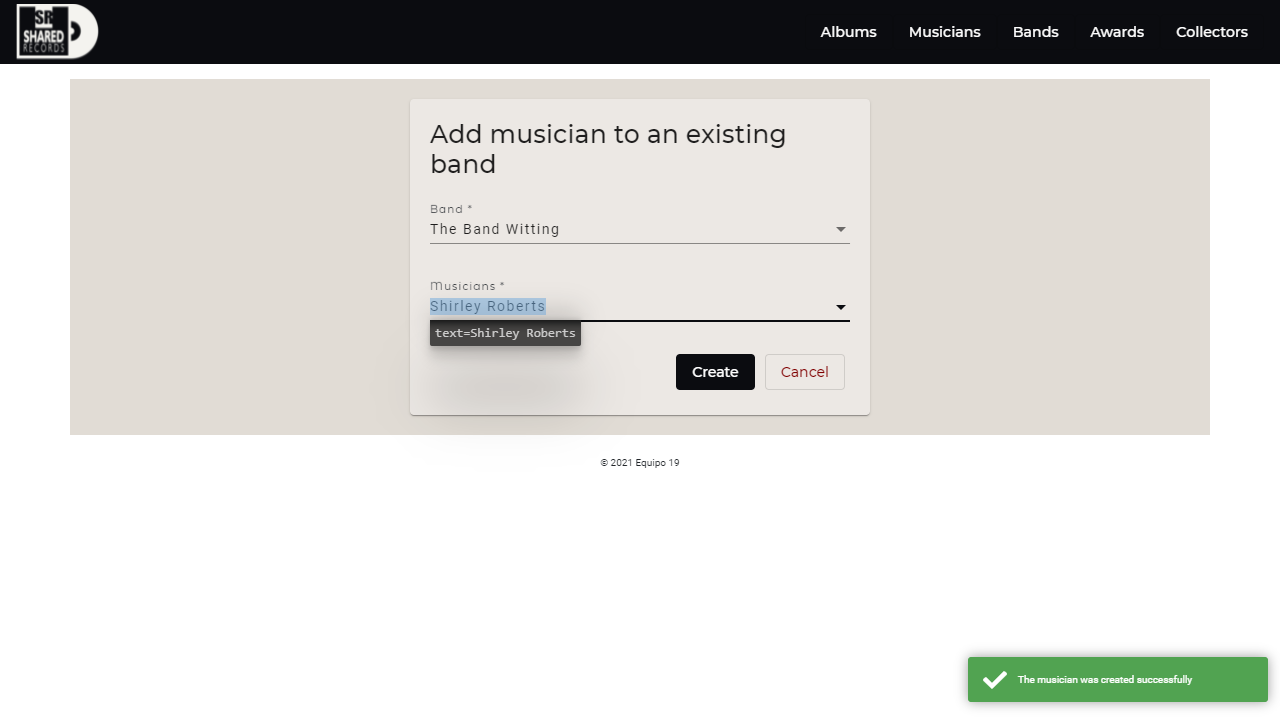 SR
SHARED
RECORDS
Albums
Musicians
Bands
Awards
Collectors
Add musician to an existing
band
Band *
The Band Witting
Musicians *
Shirley Roberts
text=Shirley Roberts
Create
Cancel
© 2021 Equipo 19
The musician was created successfully